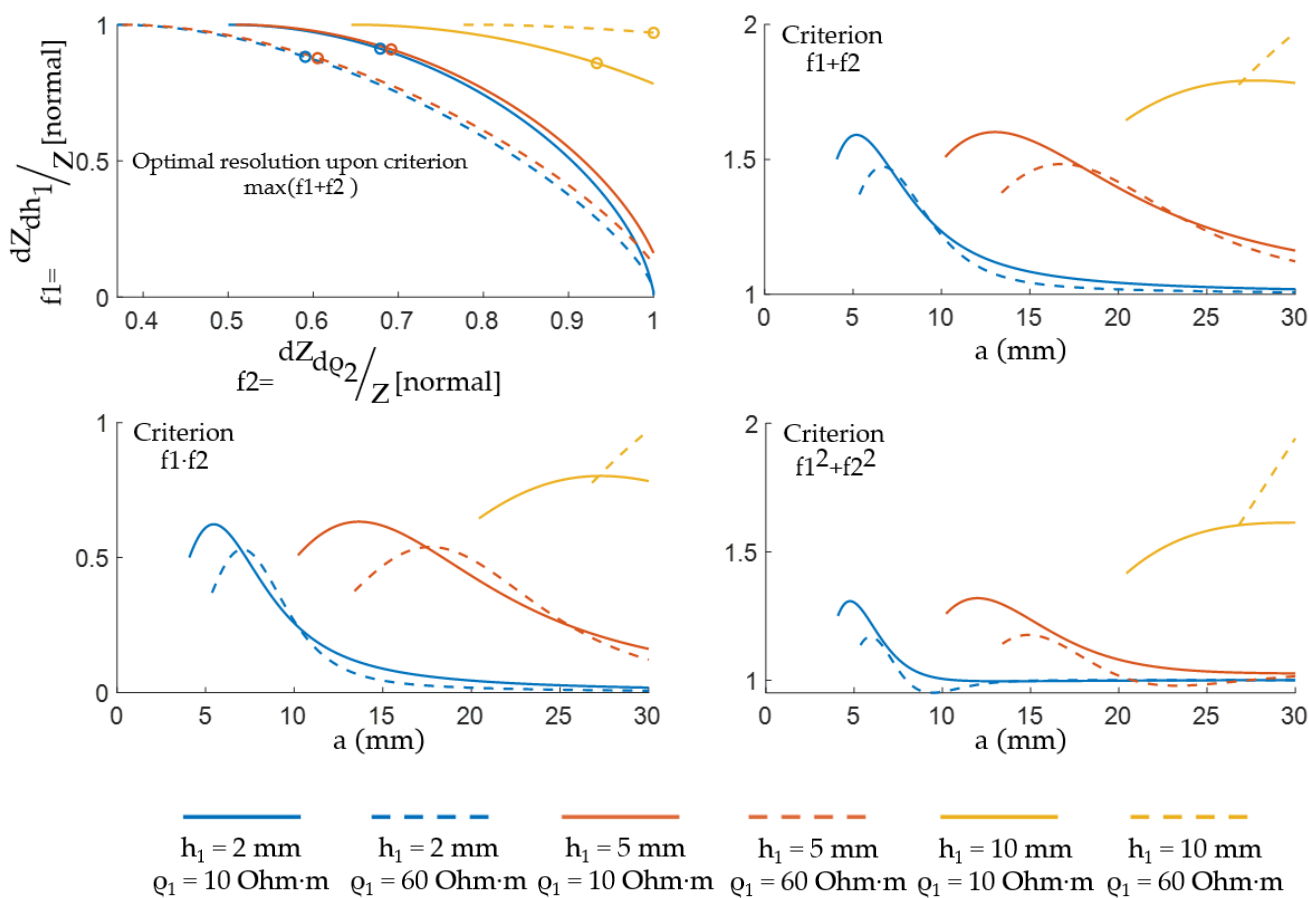 1
0.5
0
f1= dZdh1/Z [normal]
Optimal resolution upon criterion
max(f1+f2 )
0.4 0.5 0.6 0.7 0.8 0.9 1
f2= dZdϱ2/Z [normal]
2
1.5
1
Criterion
f1+f2
0 5 10 15 20 25 30
a (mm)
1
0.5
0
Criterion
f1·f2
0 5 10 15 20 25 30
a (mm)
2
1.5
1
Criterion
f1²+f2²
0 5 10 15 20 25 30
a (mm)
h1 = 2 mm h1 = 2 mm h1 = 5 mm h1 = 5 mm h1 = 10 mm h1 = 10 mm
ϱ1 = 10 Ohm·m ϱ1 = 60 Ohm·m ϱ1 = 10 Ohm·m ϱ1 = 60 Ohm·m ϱ1 = 10 Ohm·m ϱ1 = 60 Ohm·m